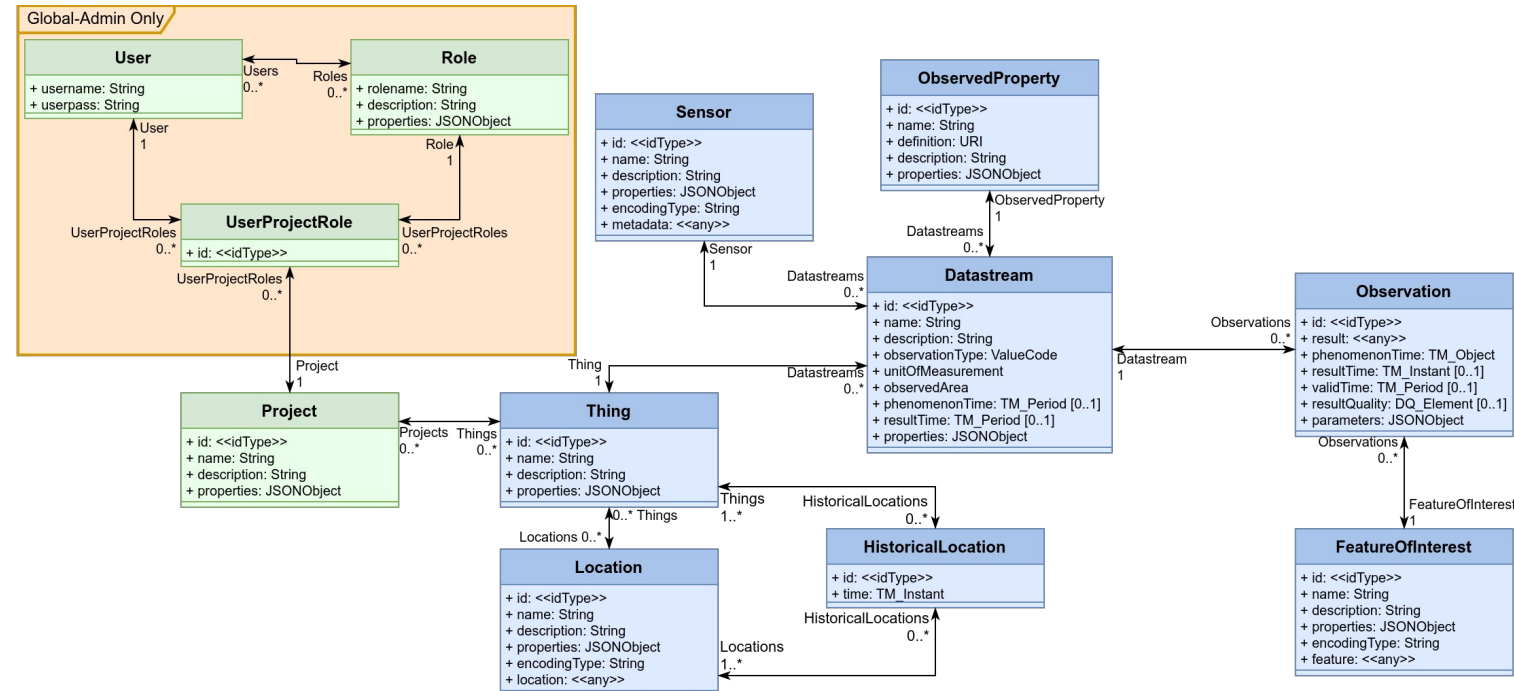 Global-Admin Only
User
+ username: String
+ userpass: String
Users
0..*
Roles
0..*
Role
+ rolename: String
+ description: String
+ properties: JSONObject
User
1
Role
1
UserProjectRoles
0..*
UserProjectRole
+ id: <<idType>>
UserProjectRoles
0..*
UserProjectRoles
0..*
Project
1
Project
+ id: <<idType>>
+ name: String
+ description: String
+ properties: JSONObject
Projects
0..*
Things
0..*
Thing
+ id: <<idType>>
+ name: String
+ description: String
+ properties: JSONObject
Thing
1
Datastreams
0..*
Sensor
+ id: <<idType>>
+ name: String
+ description: String
+ properties: JSONObject
+ encodingType: String
+ metadata: <<any>>
Sensor
1
Datastreams
0..*
ObservedProperty
+ id: <<idType>>
+ name: String
+ definition: URI
+ description: String
+ properties: JSONObject
ObservedProperty
1
Datastreams
0..*
Datastream
+ id: <<idType>>
+ name: String
+ description: String
+ observationType: ValueCode
+ unitOfMeasurement
+ observedArea
+ phenomenonTime: TM_Period [0..1]
+ resultTime: TM_Period [0..1]
+ properties: JSONObject
Datastream
1
Observations
0..*
Observation
+ id: <<idType>>
+ result: <<any>>
+ phenomenonTime: TM_Object
+ resultTime: TM_Instant [0..1]
+ validTime: TM_Period [0..1]
+ resultQuality: DQ_Element [0..1]
+ parameters: JSONObject
Observations
0..*
FeatureOfInterest
1
FeatureOfInterest
+ id: <<idType>>
+ name: String
+ description: String
+ properties: JSONObject
+ encodingType: String
+ feature: <<any>>
Things
1..*
HistoricalLocations
0..*
HistoricalLocation
+ id: <<idType>>
+ time: TM_Instant
HistoricalLocations
0..*
Locations
1..*
0..* Things
Locations 0..*
Location
+ id: <<idType>>
+ name: String
+ description: String
+ properties: JSONObject
+ encodingType: String
+ location: <<any>>